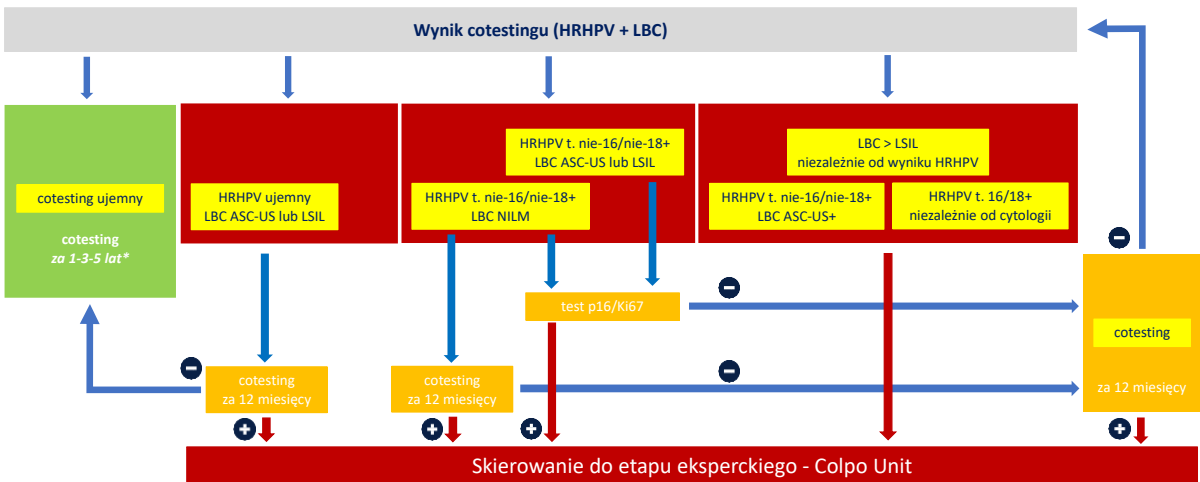 Wynik cotestingu (HRHPV + LBC)
cotesting ujemny
cotesting
za 1-3-5 lat*
HRHPV ujemny
LBC ASC-US lub LSIL
HRHPV t. nie-16/nie-18+
LBC ASC-US lub LSIL
HRHPV t. nie-16/nie-18+
LBC NILM
LBC > LSIL
niezależnie od wyniku HRHPV
HRHPV t. nie-16/nie-18+
LBC ASC-US+
HRHPV t. 16/18+
niezależnie od cytologii
test p16/Ki67
cotesting
za 12 miesięcy
cotesting
za 12 miesięcy
cotesting
za 12 miesięcy
Skierowanie do etapu eksperckiego - Colpo Unit